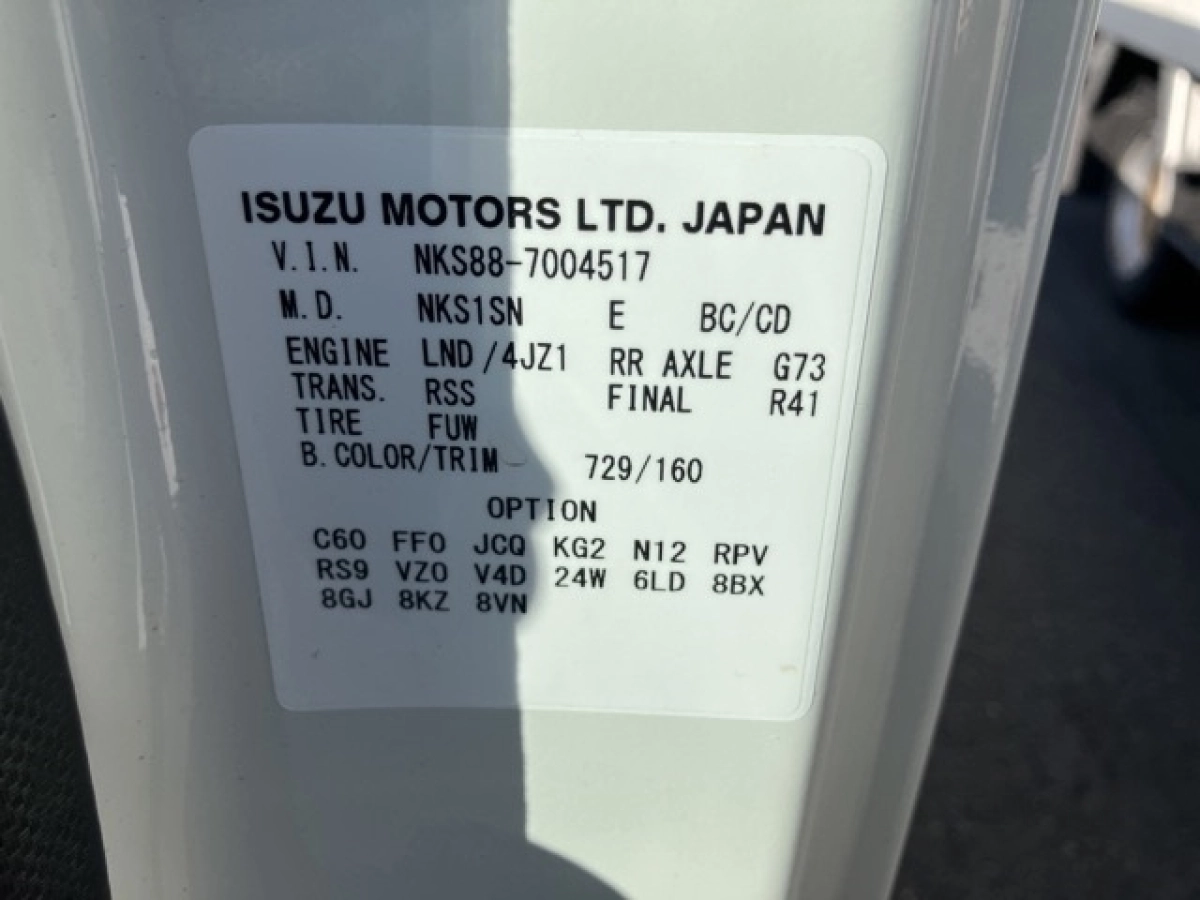 ISUZU MOTORS LTD. JAPAN
V.I.N. NKS88-7004517
M.D. NKS1SN E BC/CD
ENGINE LND/4JZ1 RR AXLE G73
TRANS. RSS FINAL R41
TIRE FUW
B.COLOR/TRIM 729/160
OPTION
C60 FF0 JCQ KG2 N12 RPV
RS9 VZ0 V4D 24W 6LD 8BX
8GJ 8KZ 8VN